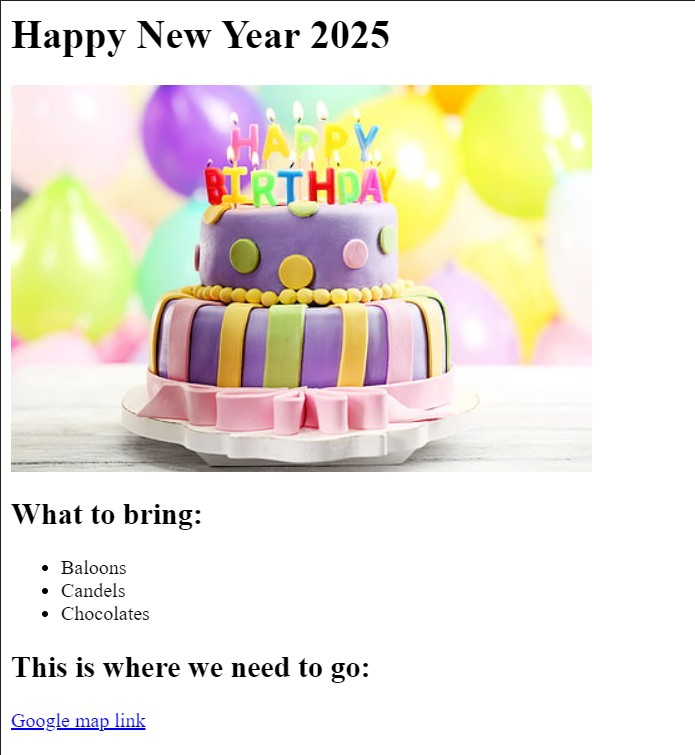 Happy New Year 2025
HAPPY
BIRTHDAY
What to bring:
Baloons
Candels
Chocolates
This is where we need to go:
Google map link